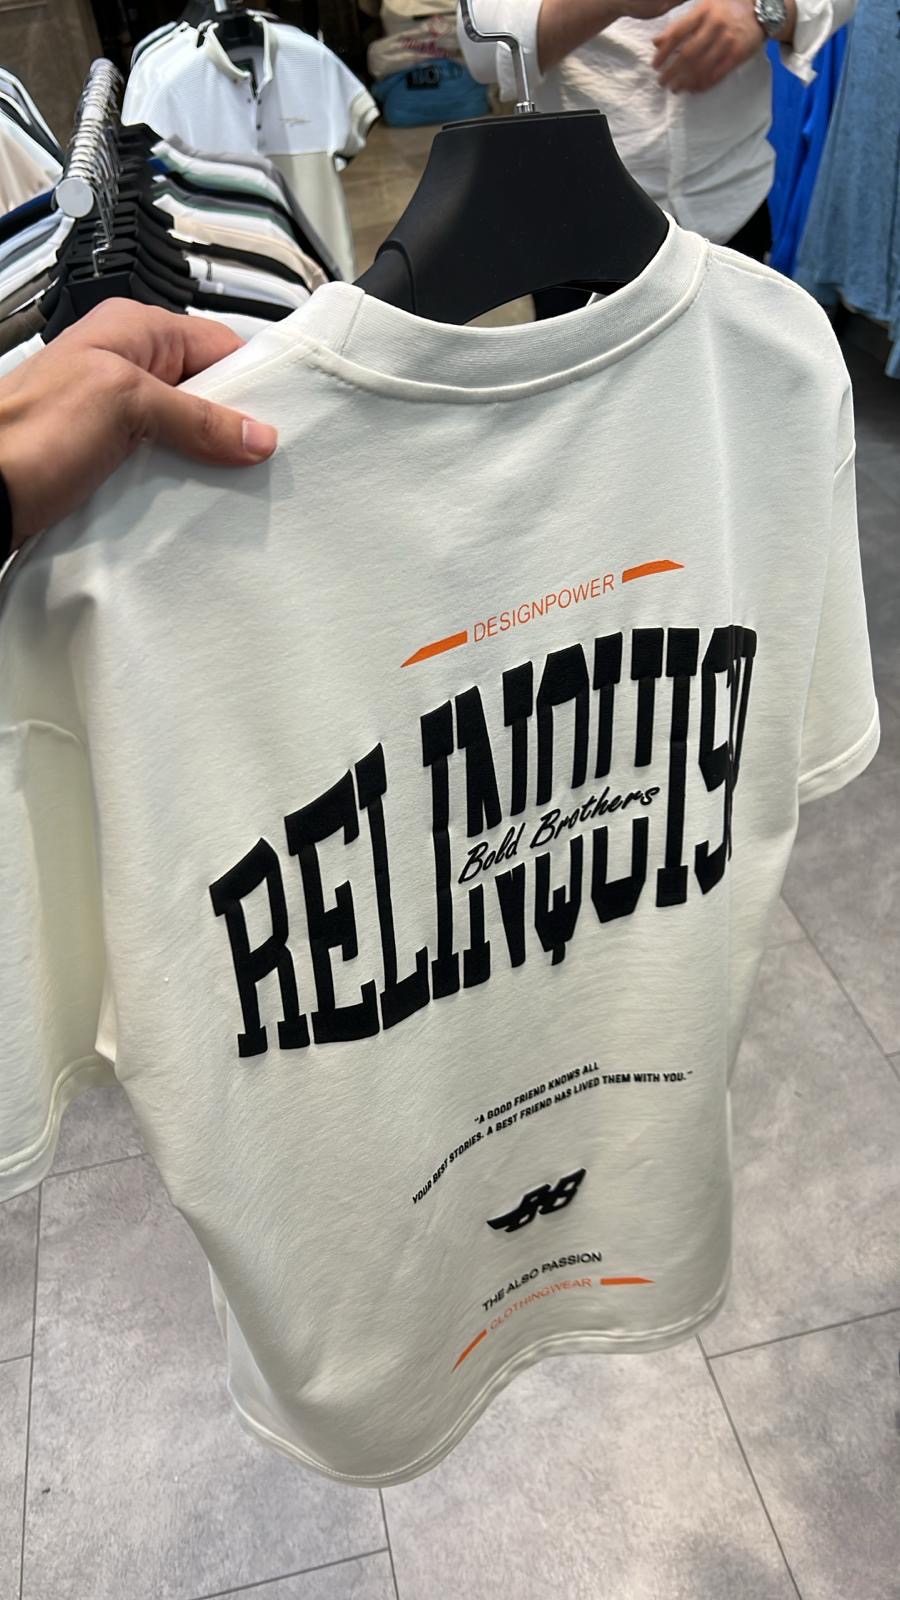 DESIGNPOWER
RELINQUIS
Bold Brothers
"A GOOD FRIEND KNOWS ALL
YOUR BEST STORIES. A BEST FRIEND HAS LIVED THEM WITH YOU."
BB
THE ALSO PASSION
CLOTHINGWEAR